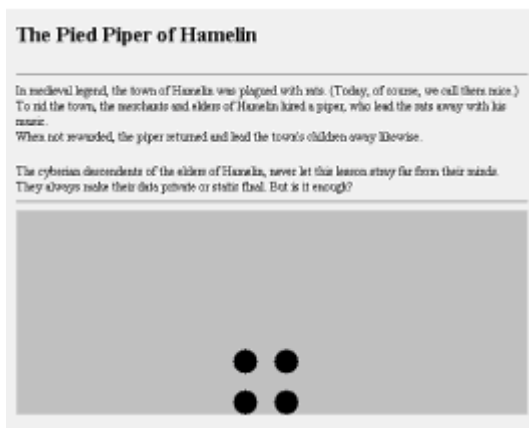 The Pied Piper of Hamelin
In medieval legend, the town of Hamelin was plagued with rats. (Today, of course, we call them mice.)
To rid the town, the merchants and elders of Hamelin hired a piper, who lead the rats away with his
music.
When not rewarded, the piper returned and lead the town's children away likewise.
The cyberian descendents of the elders of Hamelin, never let this lesson stray far from their minds.
They always make their data private or static final. But is it enough?